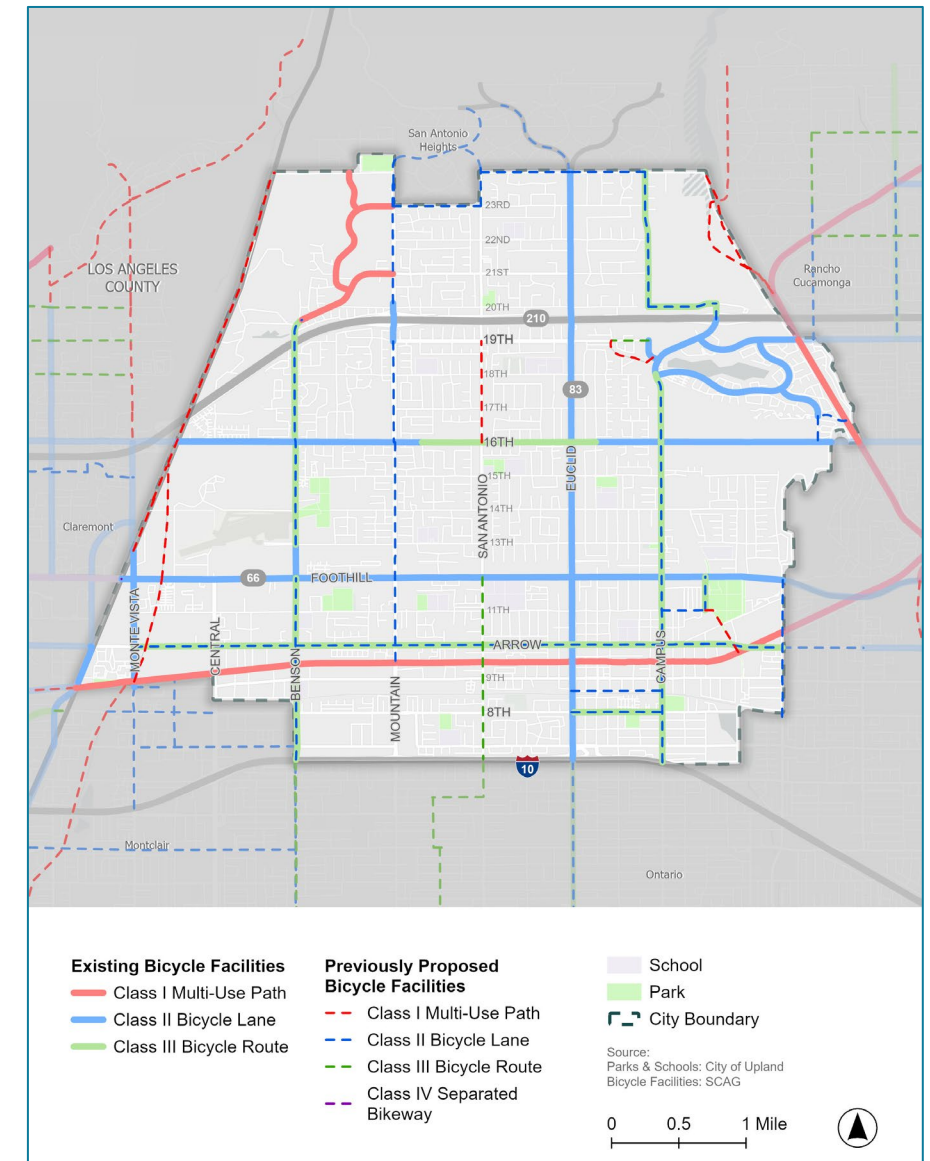 San Antonio
Heights
23RD
22ND
LOS ANGELES
COUNTY
21ST
Rancho
Cucamonga
20TH
210
19TH
18TH
83
17TH
16TH
EUCLID
15TH
SAN ANTONIO
14TH
Claremont
13TH
66
FOOTHILL
MONTE VISTA
11TH
CENTRAL
ARROW
CAMPUS
BENSON
9TH
MOUNTAIN
8TH
10
Montclair
Ontario
Existing Bicycle Facilities
Class I Multi-Use Path
Class II Bicycle Lane
Class III Bicycle Route
Previously Proposed
Bicycle Facilities
Class I Multi-Use Path
Class II Bicycle Lane
Class III Bicycle Route
Class IV Separated
Bikeway
School
Park
City Boundary
Source:
Parks & Schools: City of Upland
Bicycle Facilities: SCAG
0 0.5 1 Mile